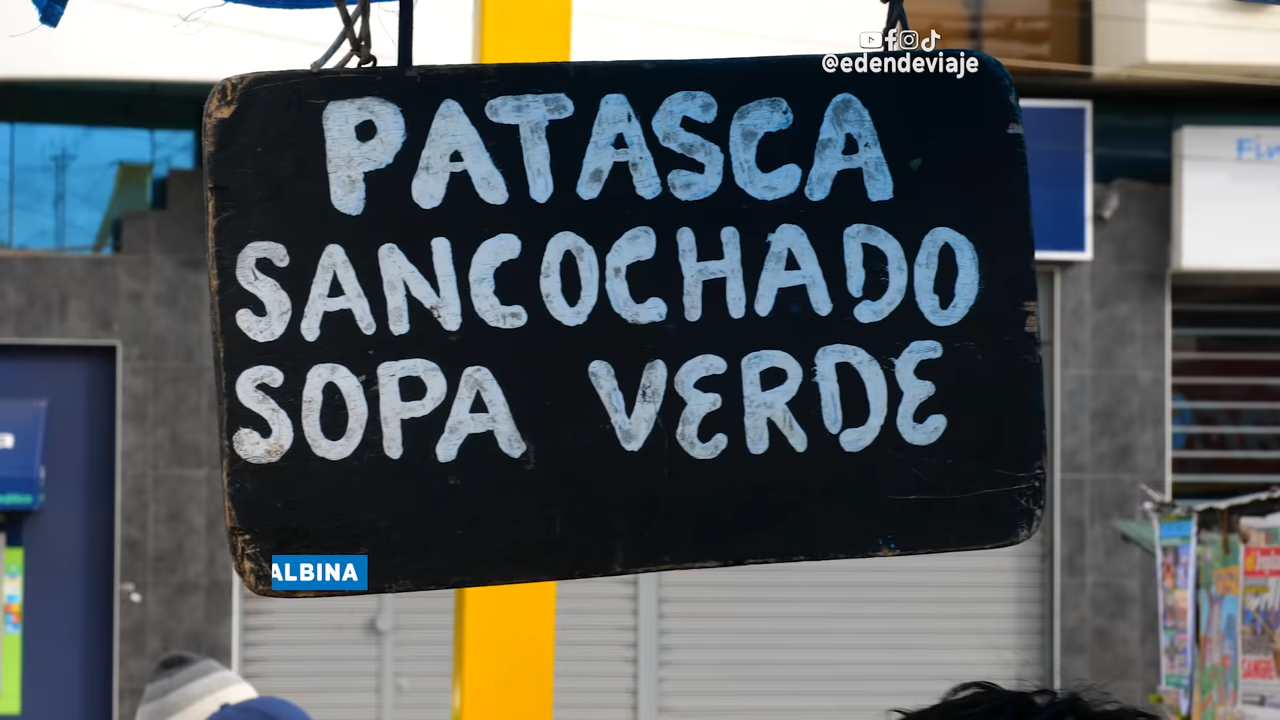 @edendeviaje
PATASCA
SANCOCHADO
SOPA VERDE
ALBINA